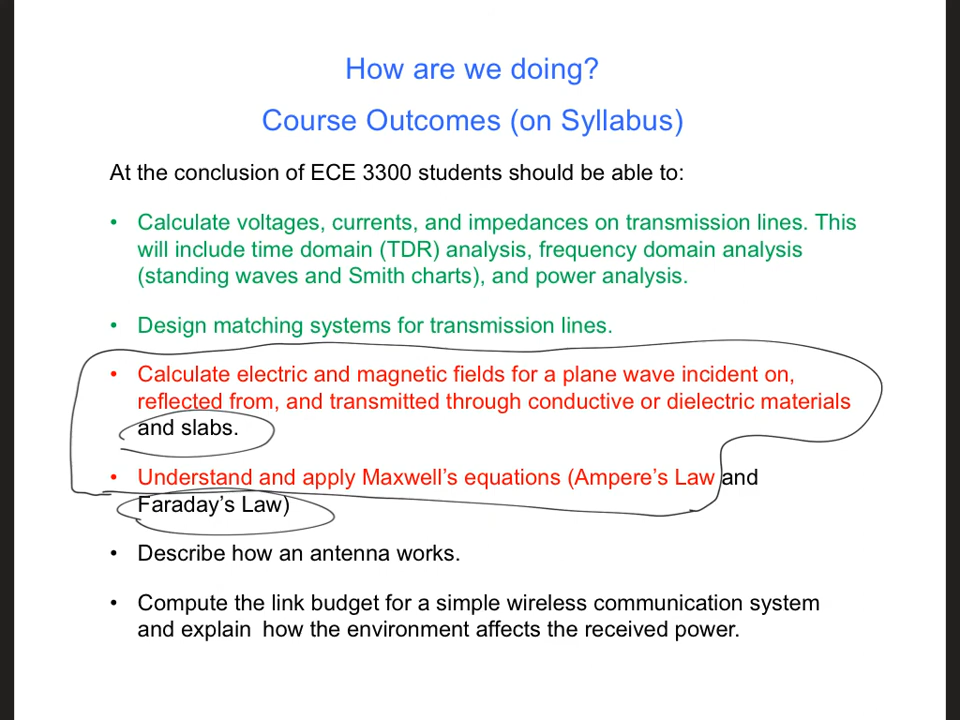 How are we doing?
Course Outcomes (on Syllabus)
At the conclusion of ECE 3300 students should be able to:
• Calculate voltages, currents, and impedances on transmission lines. This
will include time domain (TDR) analysis, frequency domain analysis
(standing waves and Smith charts), and power analysis.
• Design matching systems for transmission lines.
• Calculate electric and magnetic fields for a plane wave incident on,
reflected from, and transmitted through conductive or dielectric materials
and slabs.
• Understand and apply Maxwell's equations (Ampere's Law and
Faraday's Law)
• Describe how an antenna works.
• Compute the link budget for a simple wireless communication system
and explain how the environment affects the received power.